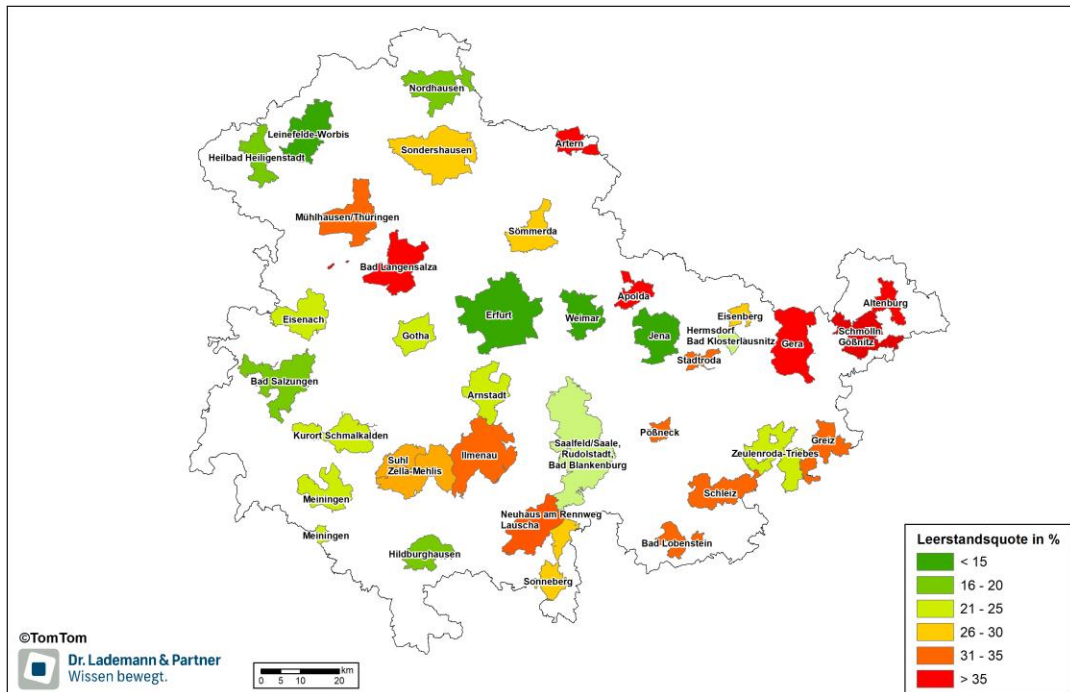 Nordhausen
Leinefelde-Worbis
Heilbad Heiligenstadt
Sondershausen
Artern
Mühlhausen/Thüringen
Sömmerda
Bad Langensalza
Eisenach
Gotha
Erfurt
Weimar
Apolda
Jena
Eisenberg
Hermsdorf
Bad Klosterlausnitz
Stadtroda
Gera
Altenburg
Schmölln,
Gößnitz
Bad Salzungen
Arnstadt
Kurort Schmalkalden
Suhl
Zella-Mehlis
Ilmenau
Saalfeld/Saale,
Rudolstadt,
Bad Blankenburg
Pößneck
Zeulenroda-Triebes
Greiz
Schleiz
Meiningen
Meiningen
Neuhaus am Rennweg
Lauscha
Bad Lobenstein
Hildburghausen
Sonneberg
Leerstandsquote in %
< 15
16 - 20
21 - 25
26 - 30
31 - 35
> 35
©TomTom
Dr. Lademann & Partner
Wissen bewegt.
km
0 5 10 20